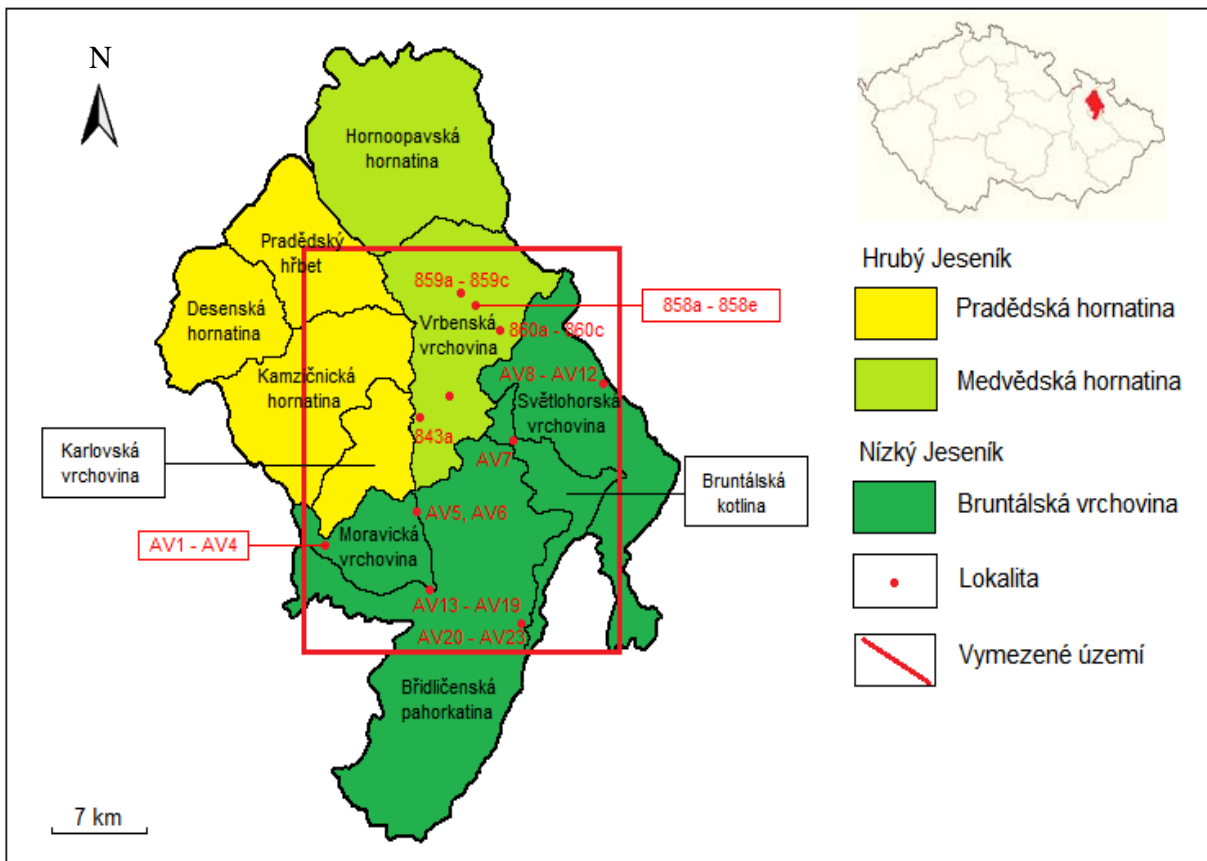 N
Hornoopavská
hornatina
Pradědský
hřbet
Desenská
hornatina
859a - 859c
858a - 858e
Vrbenská
vrchovina
860a - 860c
Kamzičnická
hornatina
AV8 - AV12
Světlohorská
vrchovina
843a
Karlovská
vrchovina
AV7
Bruntálská
kotlina
AV5, AV6
Moravická
vrchovina
AV1 - AV4
AV13 - AV19
AV20 - AV23
Břidličenská
pahorkatina
7 km
Hrubý Jeseník
Pradědská hornatina
Medvědská hornatina
Nízký Jeseník
Bruntálská vrchovina
Lokalita
Vymezené území